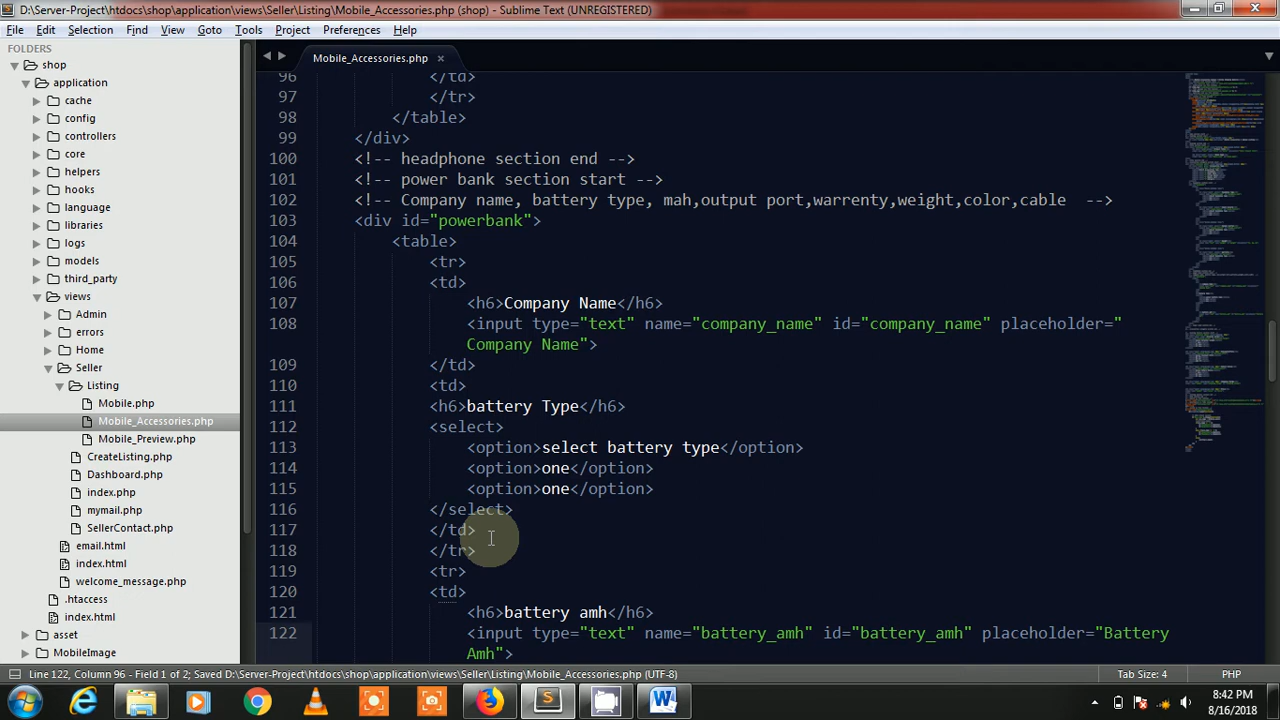 D:\Server-Project\htdocs\shop\application\views\Seller\Listing\Mobile_Accessories.php (shop) - Sublime Text (UNREGISTERED)
File Edit Selection Find View Goto Tools Project Preferences Help
FOLDERS
shop
application
cache
config
controllers
core
helpers
hooks
language
libraries
logs
models
third_party
views
Admin
errors
Home
Seller
Listing
Mobile.php
Mobile_Accessories.php
Mobile_Preview.php
CreateListing.php
Dashboard.php
index.php
mymail.php
SellerContact.php
email.html
index.html
welcome_message.php
.htaccess
index.html
asset
MobileImage
Mobile_Accessories.php
96 </td>
97 </tr>
98 </table>
99 </div>
100 <!-- headphone section end -->
101 <!-- power bank section start -->
102 <!-- Company name,battery type, mah,output port,warrenty,weight,color,cable  -->
103 <div id="powerbank">
104 <table>
105 <tr>
106 <td>
107 <h6>Company Name</h6>
108 <input type="text" name="company_name" id="company_name" placeholder="
Company Name">
109 </td>
110 <td>
111 <h6>battery Type</h6>
112 <select>
113 <option>select battery type</option>
114 <option>one</option>
115 <option>one</option>
116 </select>
117 </td>
118 </tr>
119 <tr>
120 <td>
121 <h6>battery amh</h6>
122 <input type="text" name="battery_amh" id="battery_amh" placeholder="Battery
Amh">
Line 122, Column 96 - Field 1 of 2; Saved D:\Server-Project\htdocs\shop\application\views\Seller\Listing\Mobile_Accessories.php (UTF-8)
Tab Size: 4
PHP
8:42 PM
8/16/2018